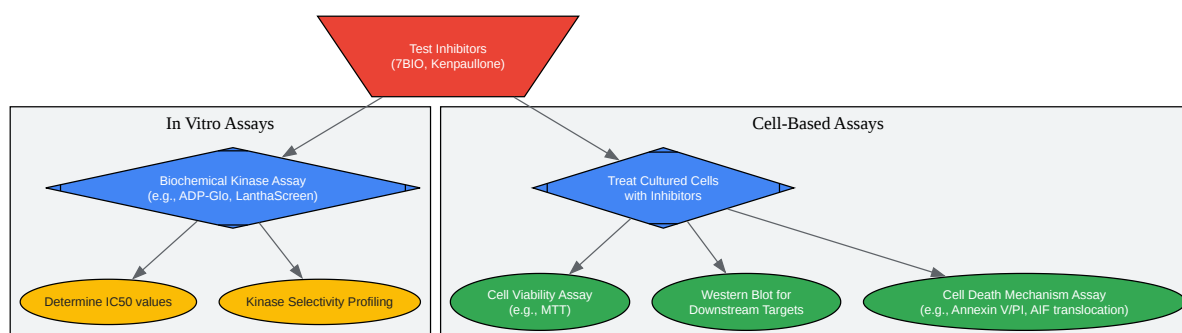 Test Inhibitors
(7BIO, Kenpaullone)
In Vitro Assays
Cell-Based Assays
Biochemical Kinase Assay
(e.g., ADP-Glo, LanthaScreen)
Treat Cultured Cells
with Inhibitors
Determine IC50 values
Kinase Selectivity Profiling
Cell Viability Assay
(e.g., MTT)
Western Blot for
Downstream Targets
Cell Death Mechanism Assay
(e.g., Annexin V/PI, AIF translocation)